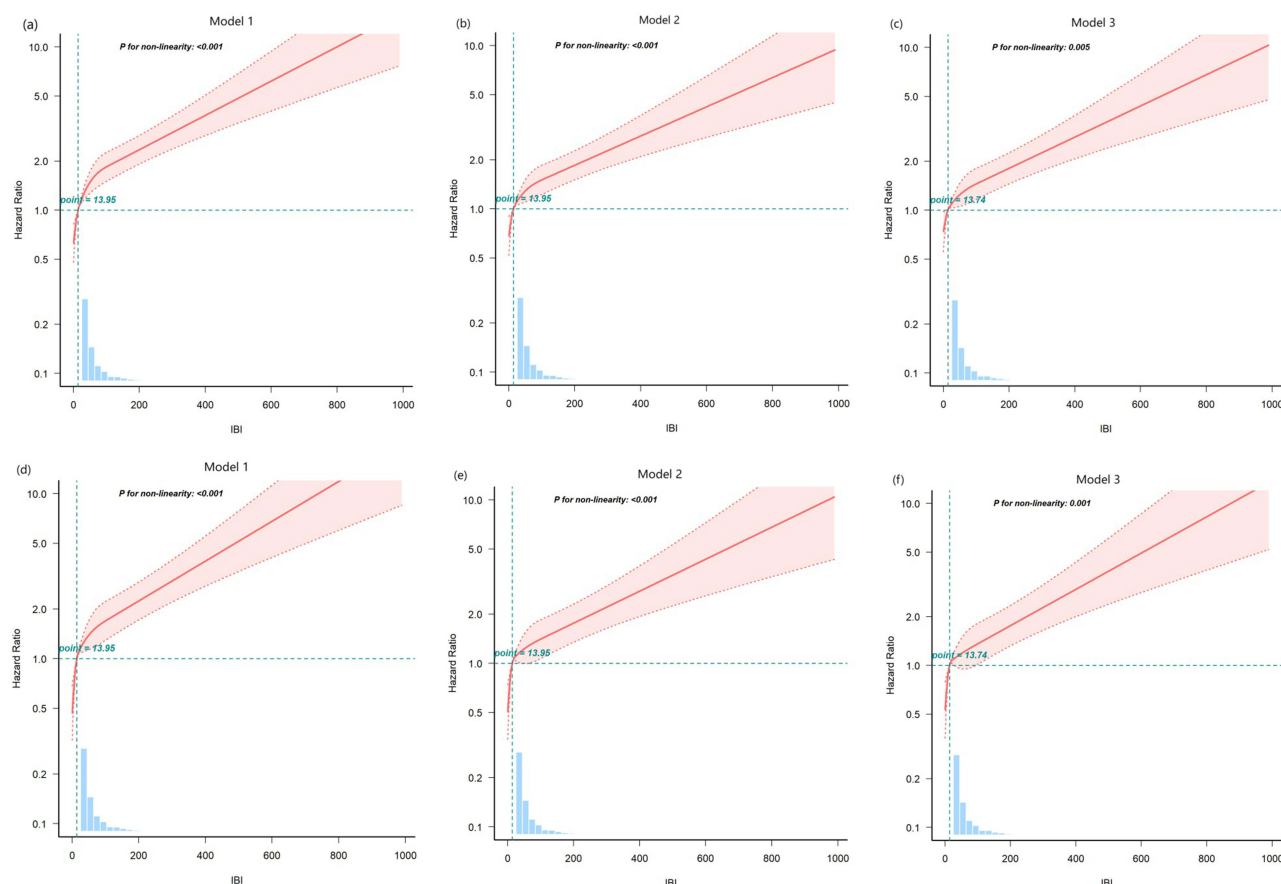 (a)
Model 1
P for non-linearity: <0.001
Hazard Ratio
10.0
5.0
2.0
1.0
0.5
0.2
0.1
point = 13.95
0 200 400 600 800 1000
IBI
(b)
Model 2
P for non-linearity: <0.001
Hazard Ratio
10.0
5.0
2.0
1.0
0.5
0.2
0.1
point = 13.95
0 200 400 600 800 1000
IBI
(c)
Model 3
P for non-linearity: 0.005
Hazard Ratio
10.0
5.0
2.0
1.0
0.5
0.2
0.1
point = 13.74
0 200 400 600 800 1000
IBI
(d)
Model 1
P for non-linearity: <0.001
Hazard Ratio
10.0
5.0
2.0
1.0
0.5
0.2
0.1
point = 13.95
0 200 400 600 800 1000
IBI
(e)
Model 2
P for non-linearity: <0.001
Hazard Ratio
10.0
5.0
2.0
1.0
0.5
0.2
0.1
point = 13.95
0 200 400 600 800 1000
IBI
(f)
Model 3
P for non-linearity: 0.001
Hazard Ratio
10.0
5.0
2.0
1.0
0.5
0.2
0.1
point = 13.74
0 200 400 600 800 1000
IBI